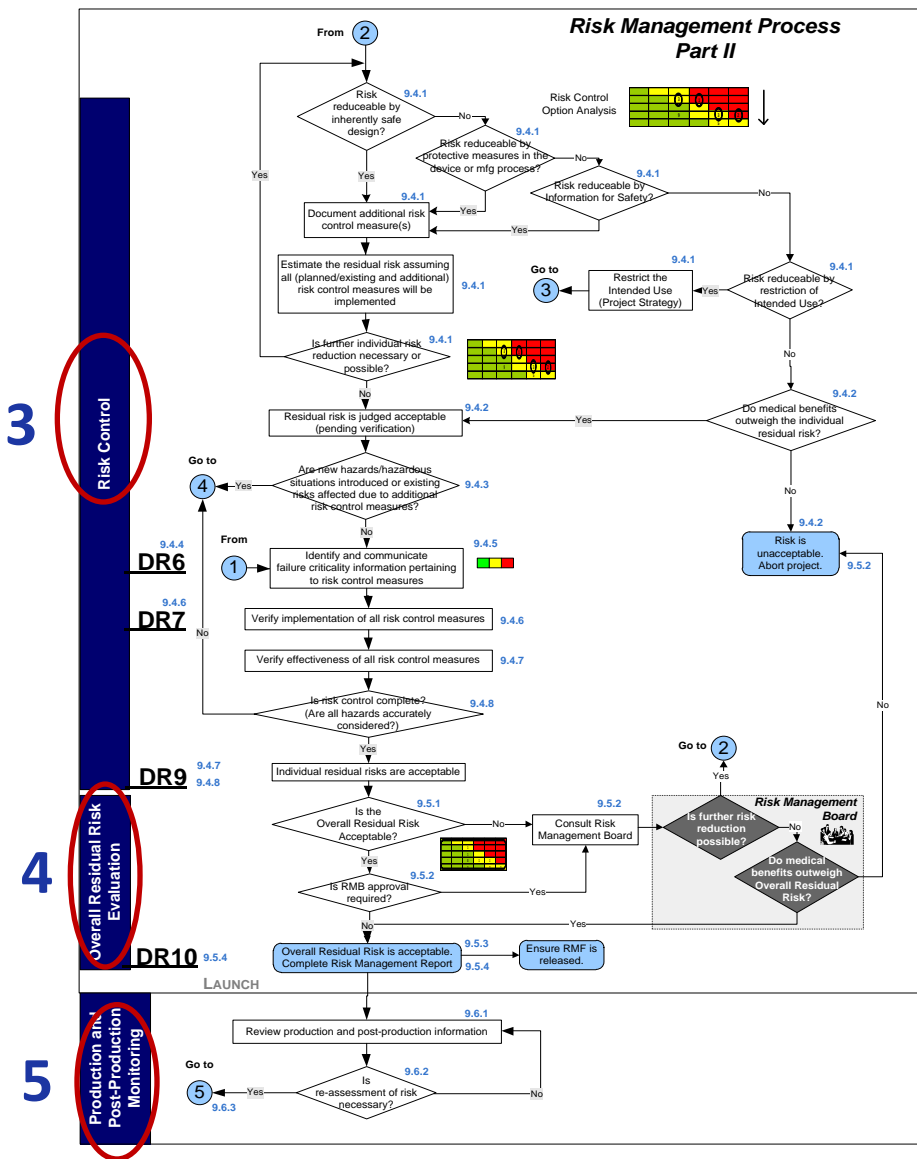 From
2
Risk Management Process
Part II
Risk
reduceable by
inherently safe
design?
9.4.1
No
Risk Control
Option Analysis
9.4.1
Risk reduceable by
protective measures in the
device or mfg process?
No
9.4.1
Risk reduceable by
Information for Safety?
No
Yes
Yes
9.4.1
Document additional risk
control measure(s)
Yes
Yes
Estimate the residual risk assuming
all (planned/existing and additional)
risk control measures will be
implemented
9.4.1
Go to
3
9.4.1
Restrict the
Intended Use
(Project Strategy)
Yes
9.4.1
Risk reduceable by
restriction of
Intended Use?
9.4.1
Is further individual risk
reduction necessary or
possible?
No
No
3
Risk Control
9.4.2
Residual risk is judged acceptable
(pending verification)
Yes
9.4.2
Do medical benefits
outweigh the individual
residual risk?
Go to
4
Yes
Are new hazards/hazardous
situations introduced or existing
risks affected due to additional
risk control measures?
9.4.3
No
No
9.4.2
Risk is
unacceptable.
Abort project.
9.5.2
From
1
9.4.5
Identify and communicate
failure criticality information pertaining
to risk control measures
9.4.4
DR6
9.4.6
DR7
Verify implementation of all risk control measures
9.4.6
No
Verify effectiveness of all risk control measures
9.4.7
Is risk control complete?
(Are all hazards accurately
considered?)
9.4.8
No
Yes
Go to
2
9.4.7
DR9
9.4.8
Individual residual risks are acceptable
Yes
4
Overall Residual Risk
Evaluation
9.5.1
Is the
Overall Residual Risk
Acceptable?
No
9.5.2
Consult Risk
Management Board
Risk Management
Board
Is further risk
reduction
possible?
No
Yes
9.5.2
Is RMB approval
required?
Yes
Do medical
benefits outweigh
Overall Residual
Risk?
No
Yes
DR10
9.5.4
Overall Residual Risk is acceptable.
Complete Risk Management Report
9.5.3
9.5.4
Ensure RMF is
released.
LAUNCH
5
Production and
Post-Production
Monitoring
9.6.1
Review production and post-production information
Go to
5
9.6.3
Yes
9.6.2
Is
re-assessment of risk
necessary?
No